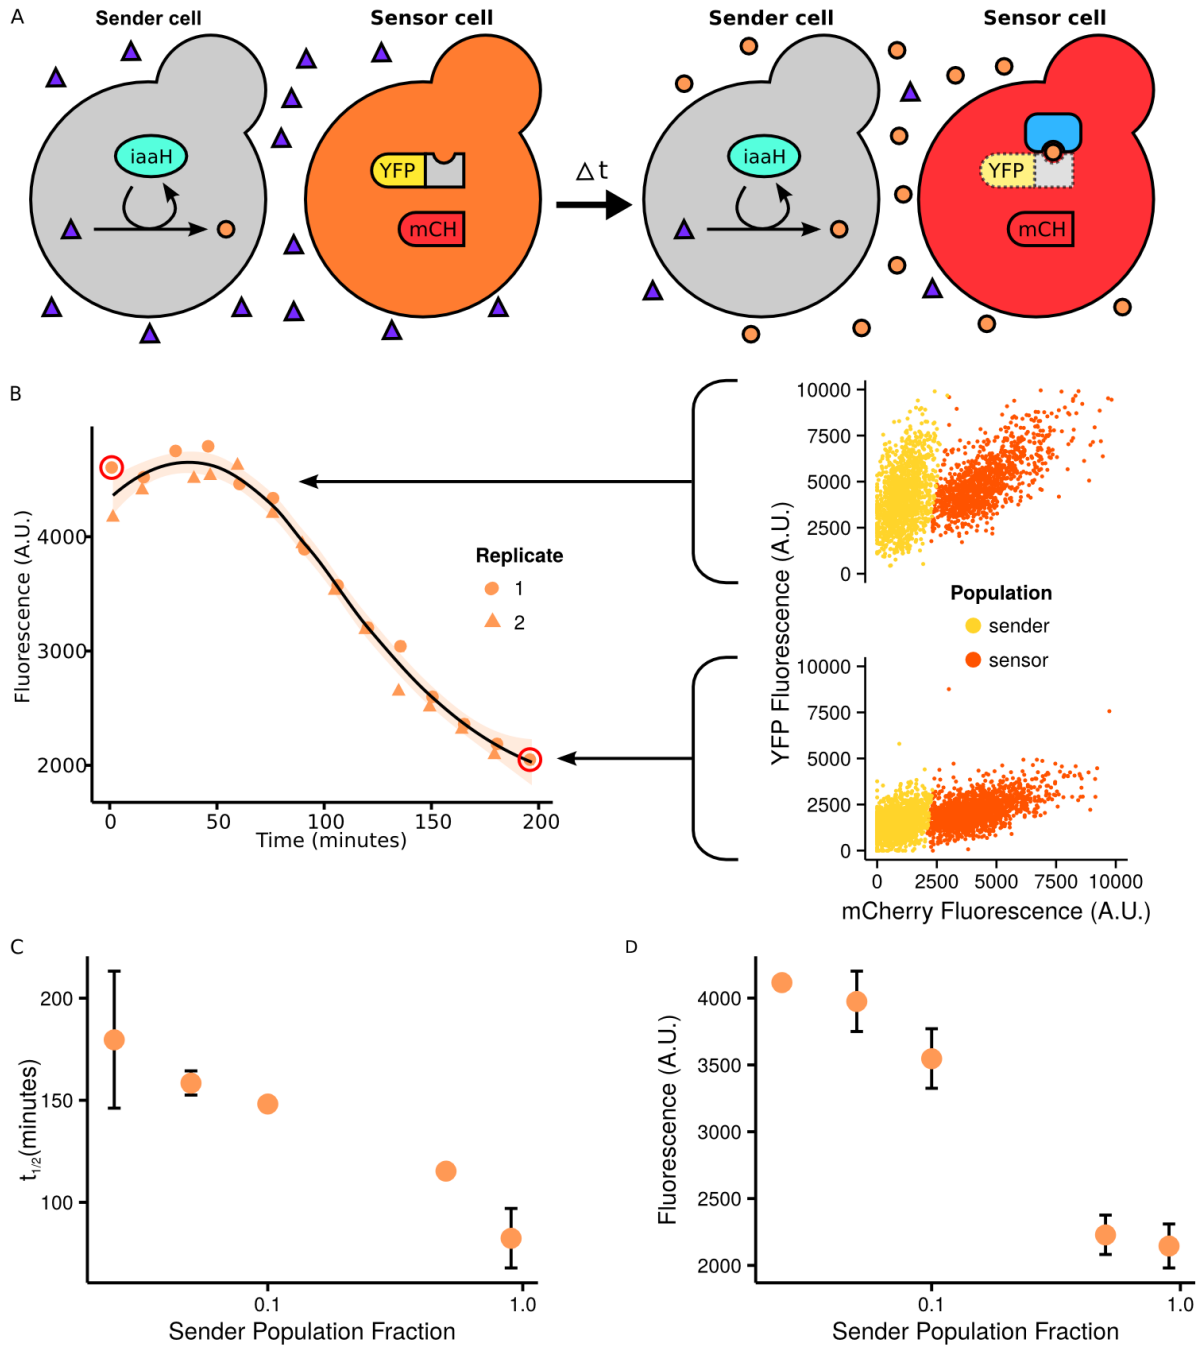 A
Sender cell
Sensor cell
Sender cell
Sensor cell
iaaH
YFP
mCH
Δt
iaaH
YFP
mCH
B
Fluorescence (A.U.)
4000
3000
2000
0
50
100
150
200
Time (minutes)
Replicate
1
2
YFP Fluorescence (A.U.)
10000
7500
5000
2500
0
Population
sender
sensor
10000
7500
5000
2500
0
0
2500
5000
7500
10000
mCherry Fluorescence (A.U.)
C
t1/2(minutes)
200
150
100
0.1
1.0
Sender Population Fraction
D
Fluorescence (A.U.)
4000
3500
3000
2500
2000
0.1
1.0
Sender Population Fraction